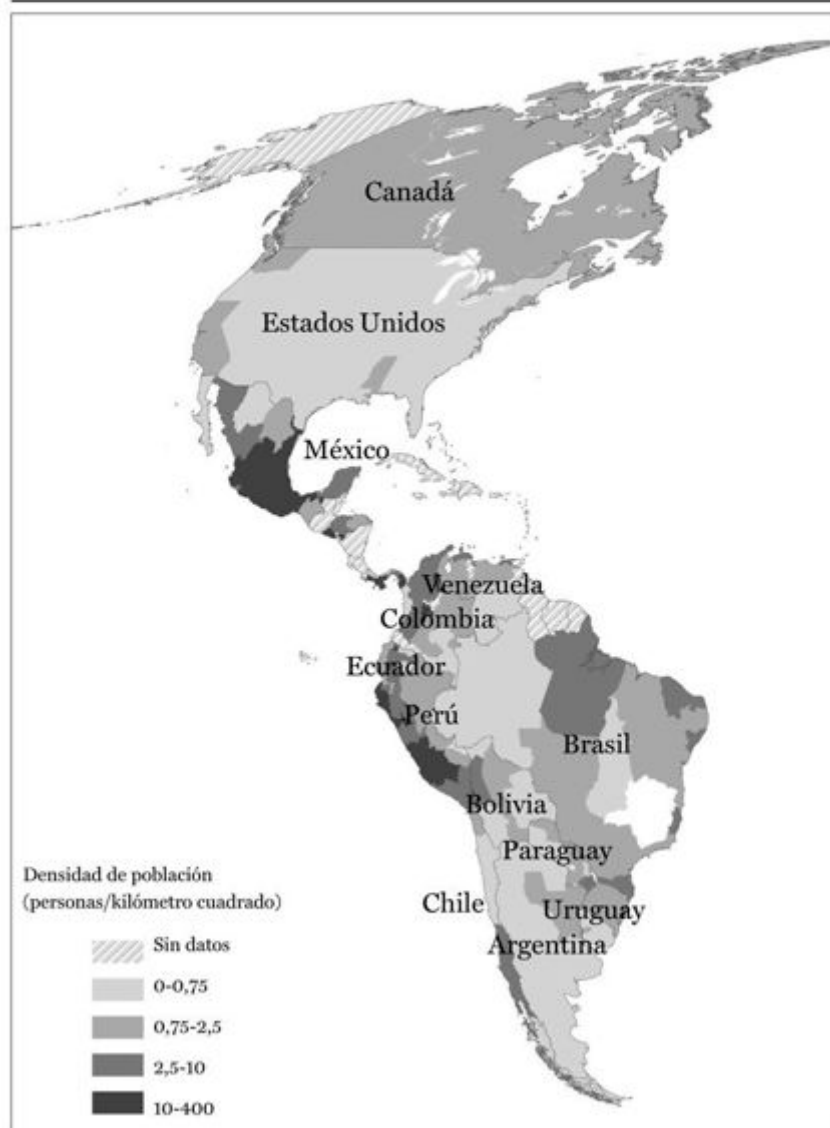 Canadá
Estados Unidos
México
Venezuela
Colombia
Ecuador
Perú
Brasil
Bolivia
Paraguay
Chile
Uruguay
Argentina
Densidad de población
(personas/kilómetro cuadrado)
Sin datos
0-0,75
0,75-2,5
2,5-10
10-400